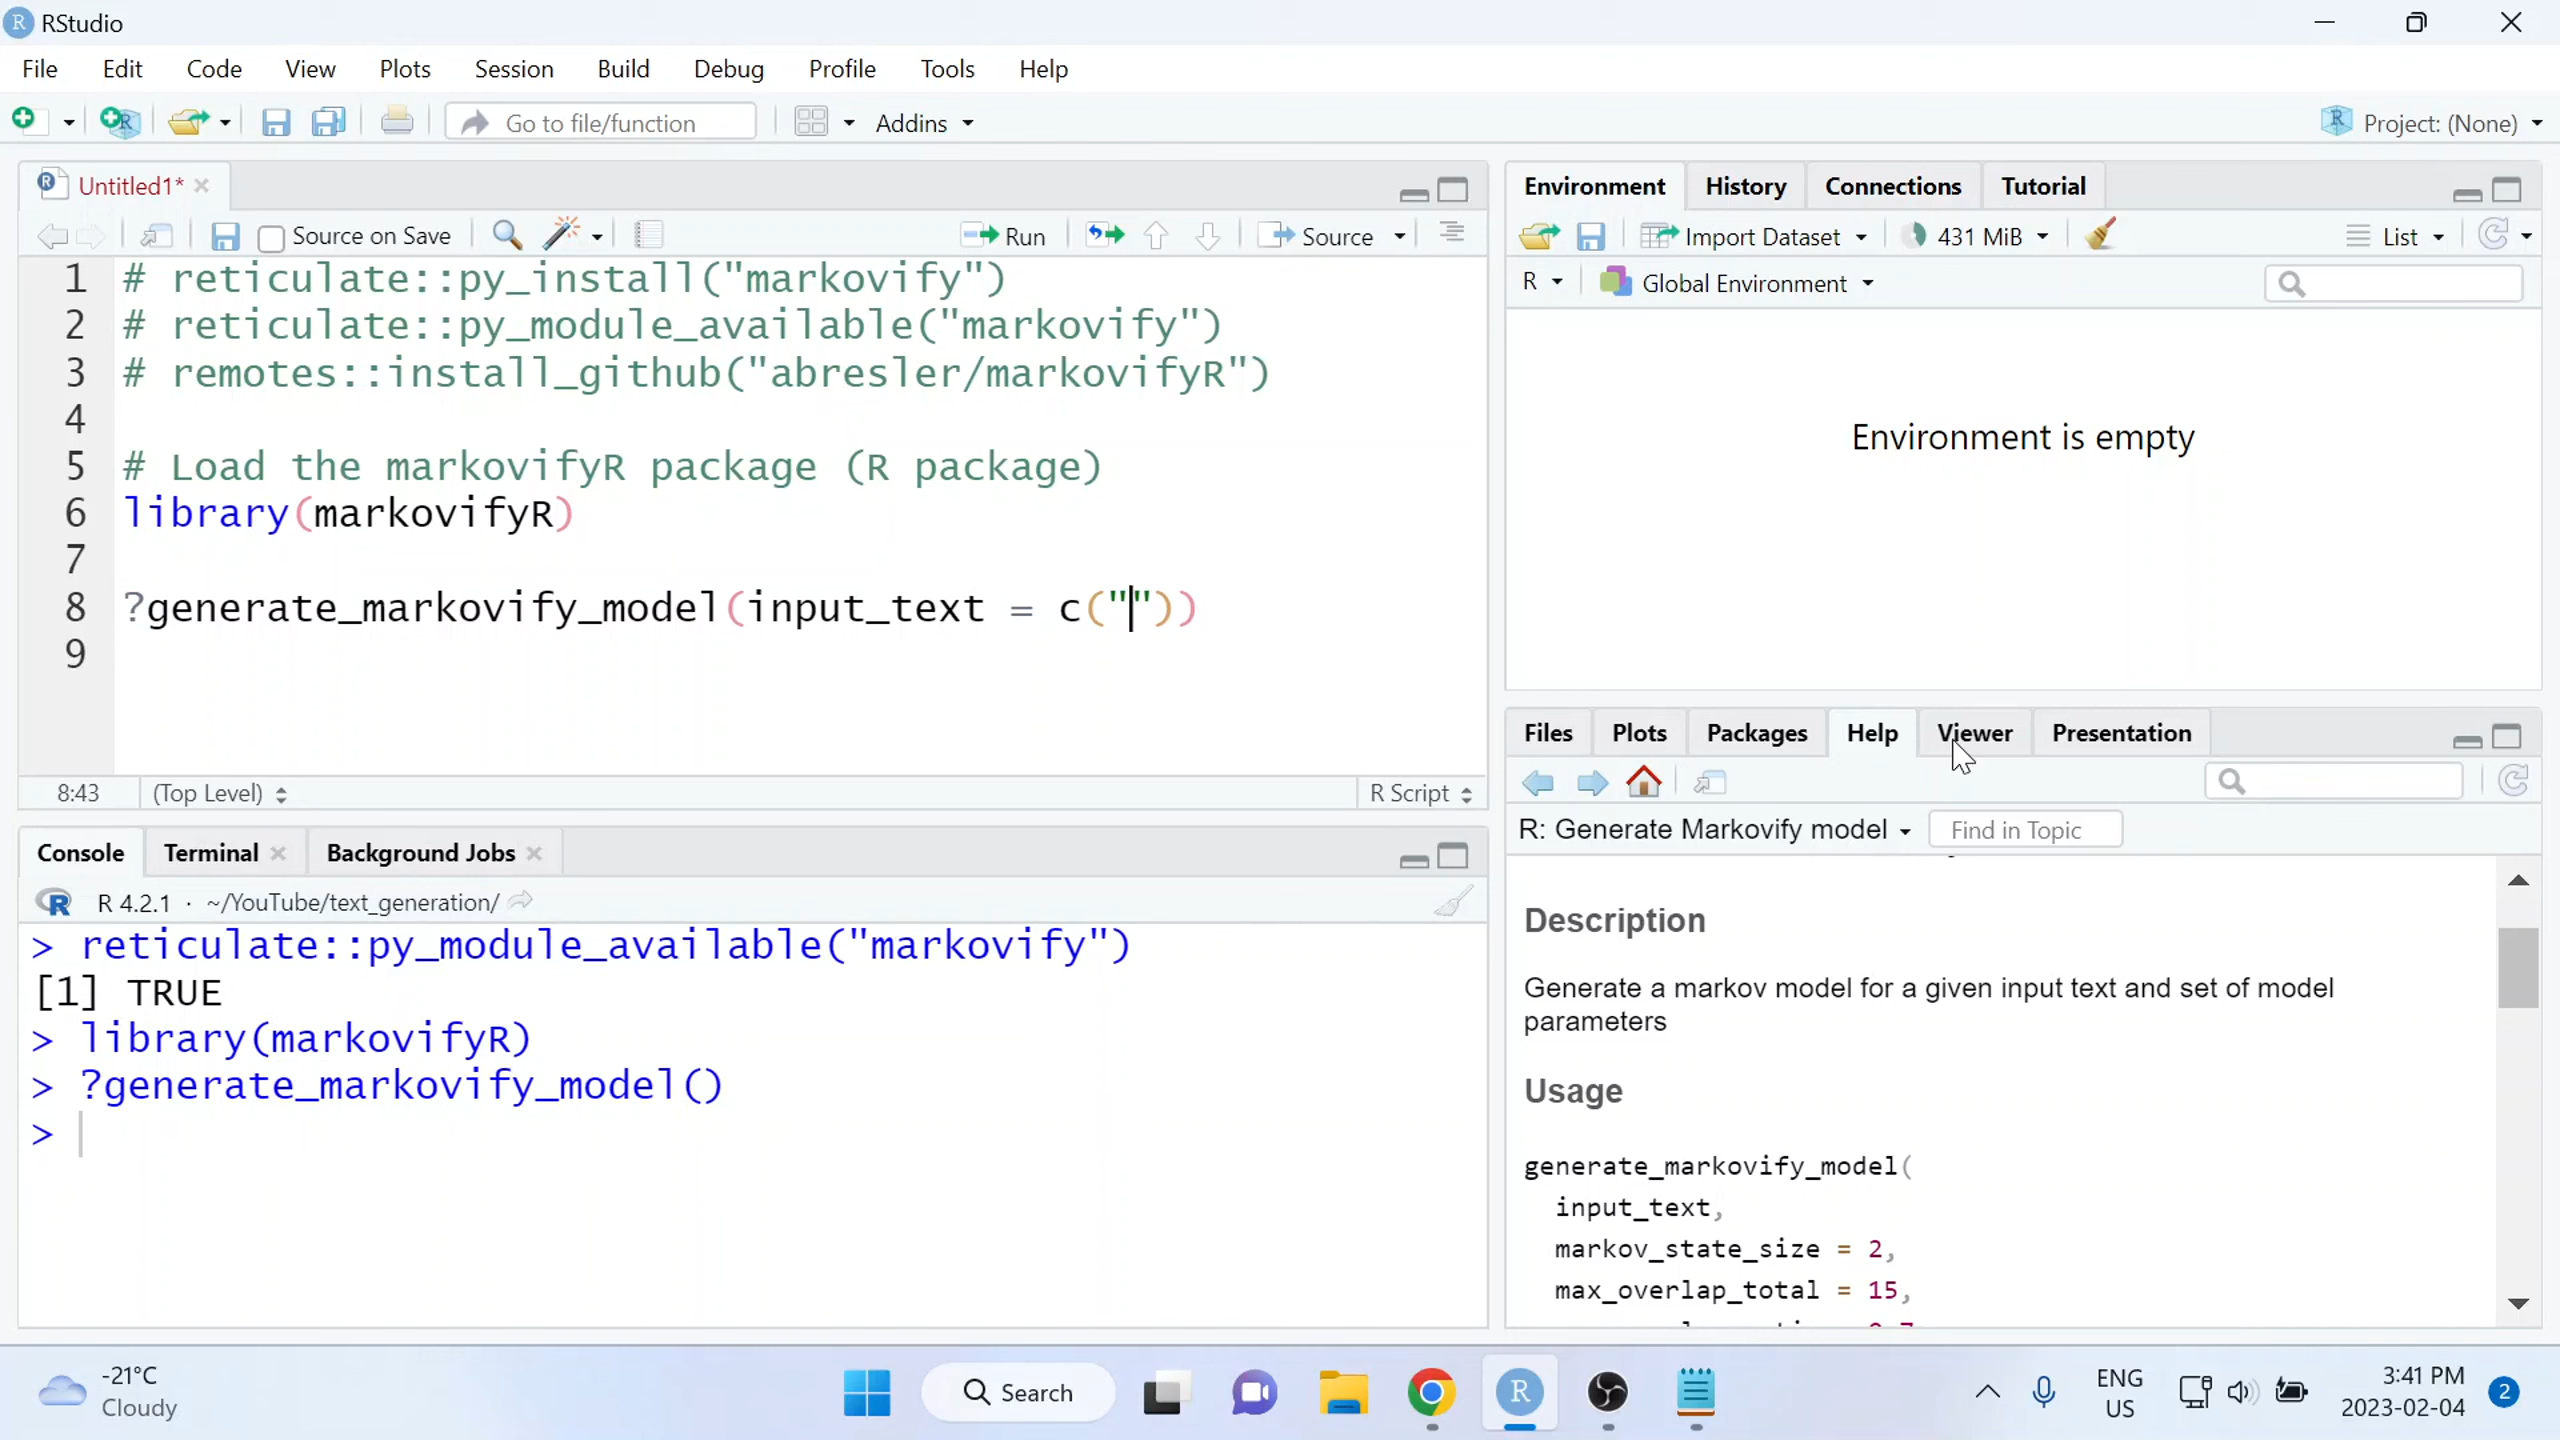 RStudio
File Edit Code View Plots Session Build Debug Profile Tools Help
Go to file/function Addins Project: (None)
Untitled1*
Source on Save Run Source
1 # reticulate::py_install("markovify")
2 # reticulate::py_module_available("markovify")
3 # remotes::install_github("abresler/markovifyR")
4
5 # Load the markovifyR package (R package)
6 library(markovifyR)
7
8 ?generate_markovify_model(input_text = c(""))
9
8:43 (Top Level) R Script
Console Terminal Background Jobs
R 4.2.1 · ~/YouTube/text_generation/
> reticulate::py_module_available("markovify")
[1] TRUE
> library(markovifyR)
> ?generate_markovify_model()
>
Environment History Connections Tutorial
Import Dataset 431 MiB List
R Global Environment
Environment is empty
Files Plots Packages Help Viewer Presentation
R: Generate Markovify model Find in Topic
Description
Generate a markov model for a given input text and set of model
parameters
Usage
generate_markovify_model(
input_text,
markov_state_size = 2,
max_overlap_total = 15,
-21°C
Cloudy
Search
ENG
US
3:41 PM
2023-02-04
2